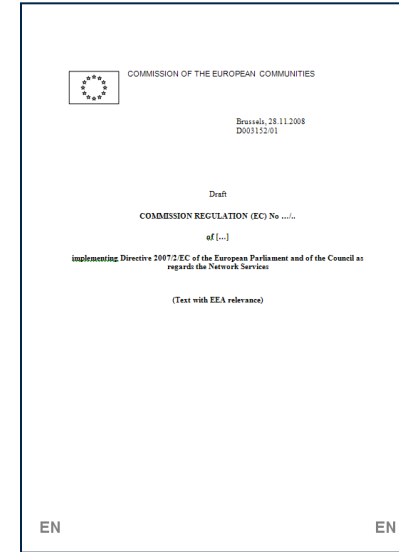 COMMISSION OF THE EUROPEAN COMMUNITIES
Brussels, 28.11.2008
D003152/01
Draft
COMMISSION REGULATION (EC) No .../..
of [...]
implementing Directive 2007/2/EC of the European Parliament and of the Council as
regards the Network Services
(Text with EEA relevance)
EN EN